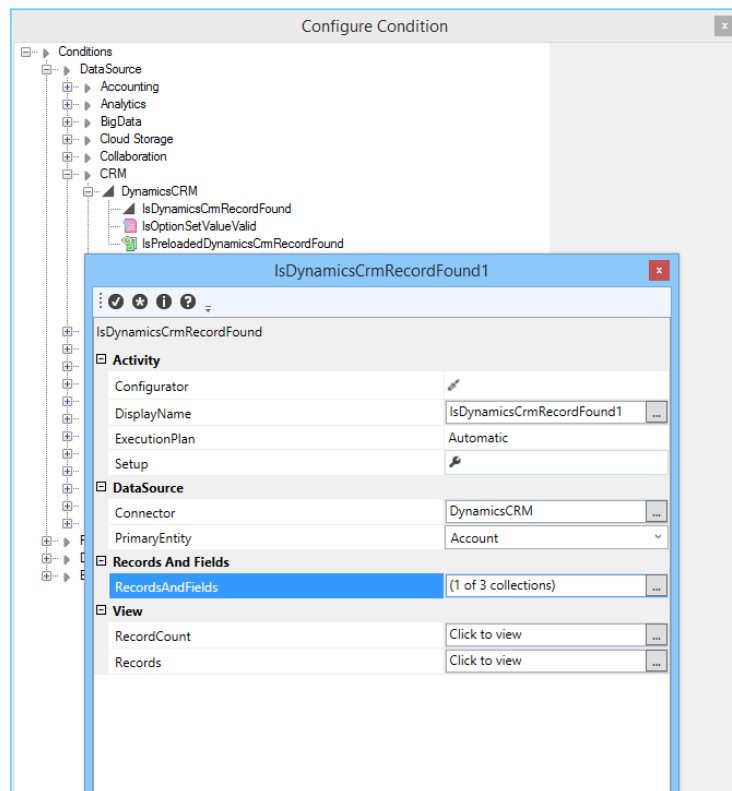 Configure Condition
x
Conditions
DataSource
Accounting
Analytics
BigData
Cloud Storage
Collaboration
CRM
DynamicsCRM
IsDynamicsCrmRecordFound
IsOptionSetValueValid
IsPreloadedDynamicsCrmRecordFound
IsDynamicsCrmRecordFound1
x
IsDynamicsCrmRecordFound
Activity
Configurator
DisplayName IsDynamicsCrmRecordFound1 ...
ExecutionPlan Automatic
Setup
DataSource
Connector DynamicsCRM ...
PrimaryEntity Account
Records And Fields
RecordsAndFields (1 of 3 collections) ...
View
RecordCount Click to view ...
Records Click to view ...